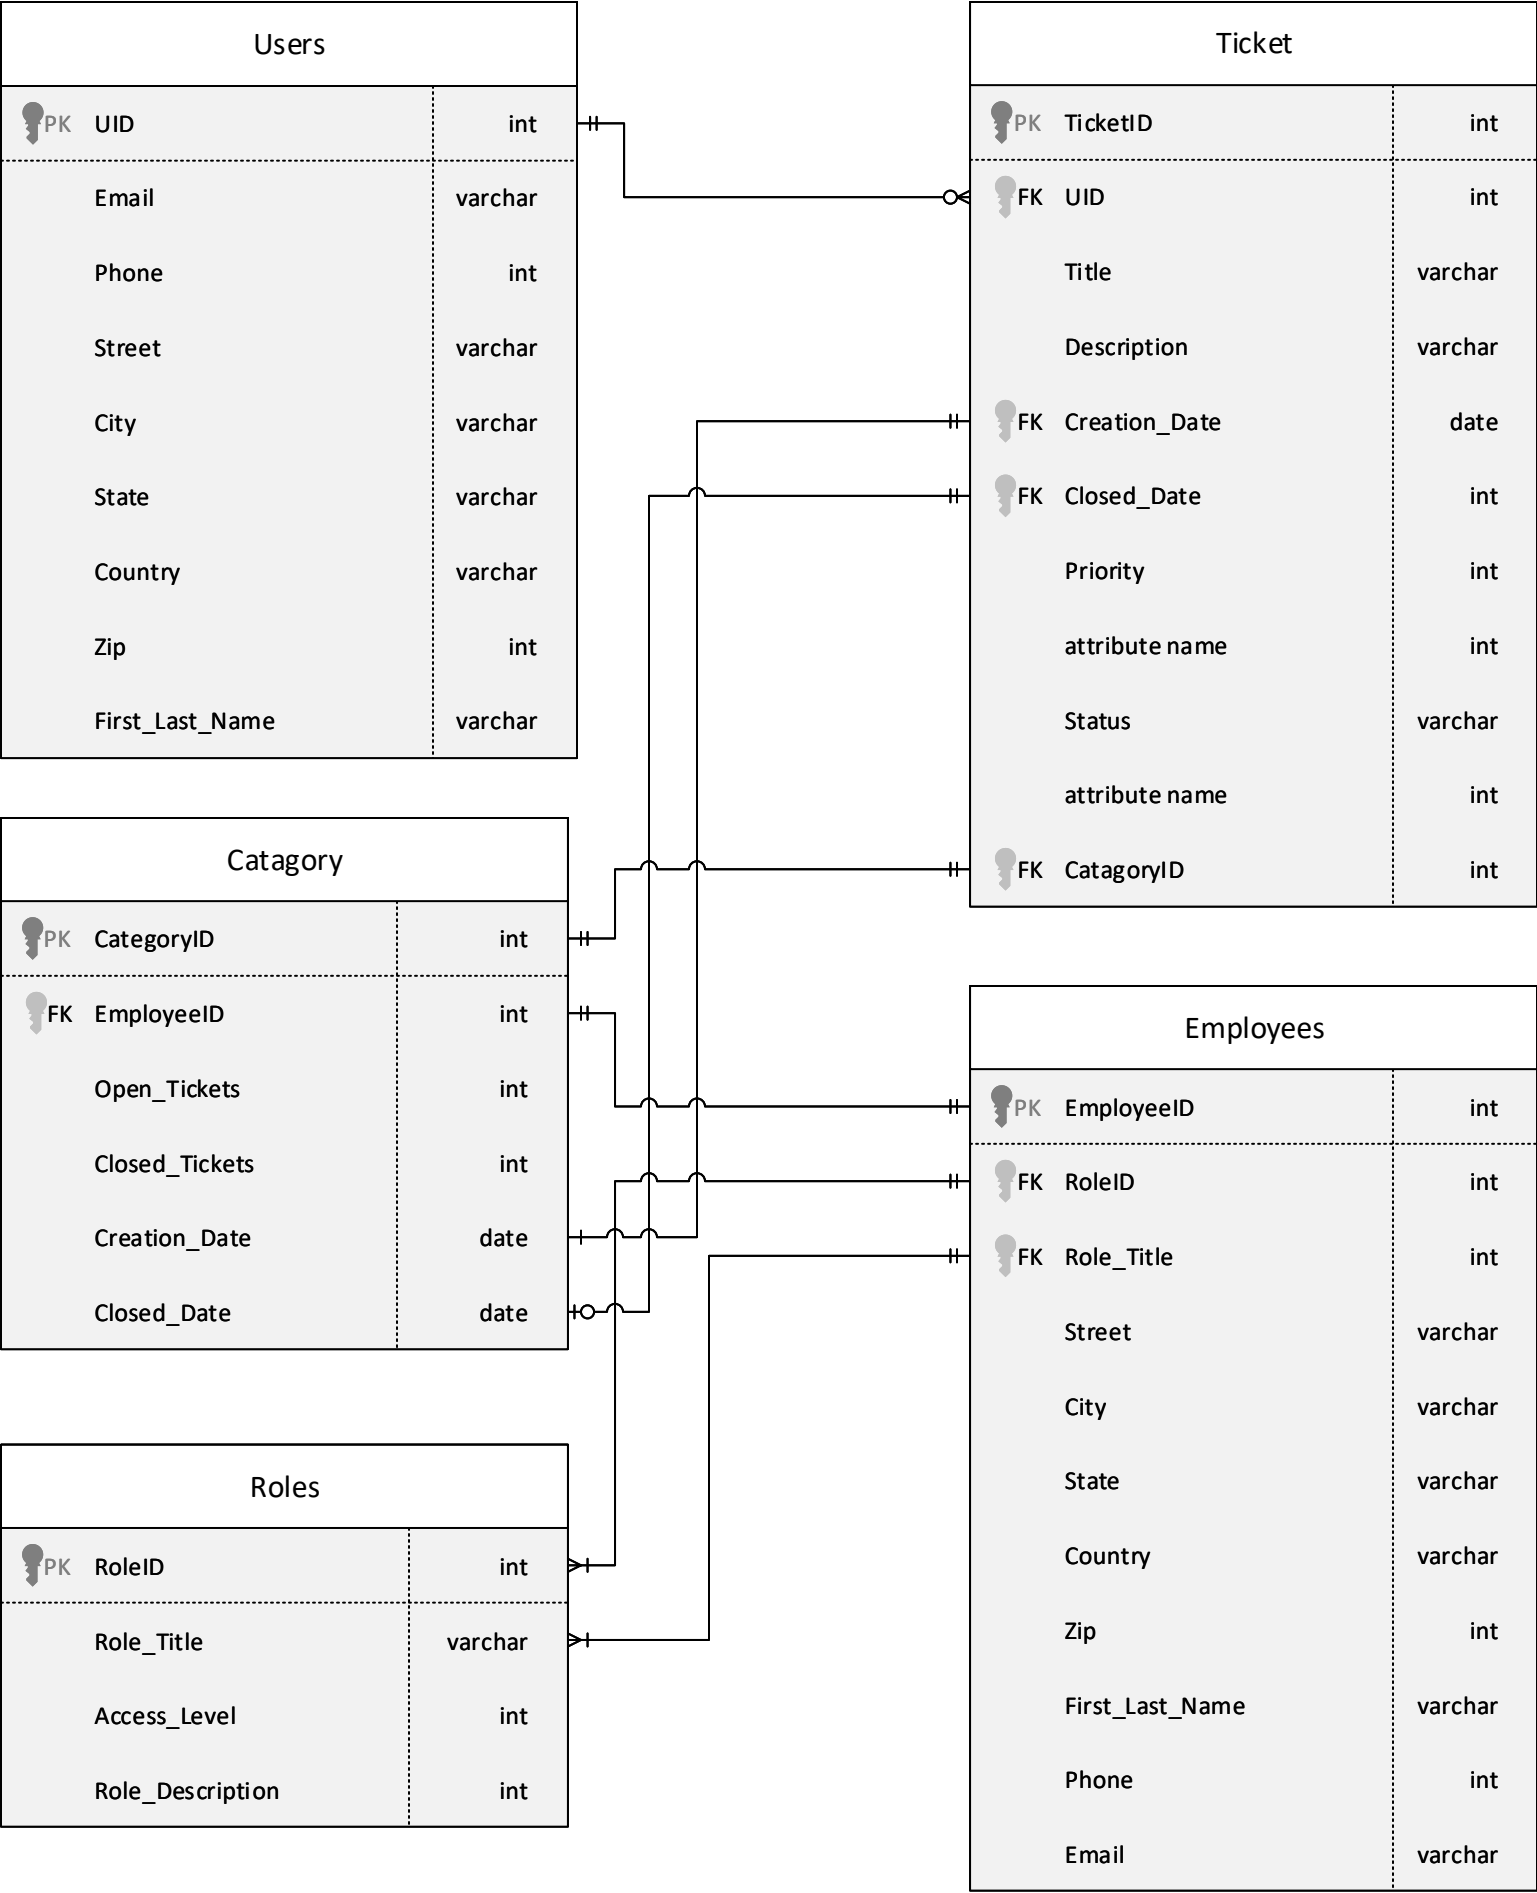 Users
PK UID int
Email varchar
Phone int
Street varchar
City varchar
State varchar
Country varchar
Zip int
First_Last_Name varchar
Ticket
PK TicketID int
FK UID int
Title varchar
Description varchar
FK Creation_Date date
FK Closed_Date int
Priority int
attribute name int
Status varchar
attribute name int
FK CatagoryID int
Catagory
PK CategoryID int
FK EmployeeID int
Open_Tickets int
Closed_Tickets int
Creation_Date date
Closed_Date date
Employees
PK EmployeeID int
FK RoleID int
FK Role_Title int
Street varchar
City varchar
State varchar
Country varchar
Zip int
First_Last_Name varchar
Phone int
Email varchar
Roles
PK RoleID int
Role_Title varchar
Access_Level int
Role_Description int